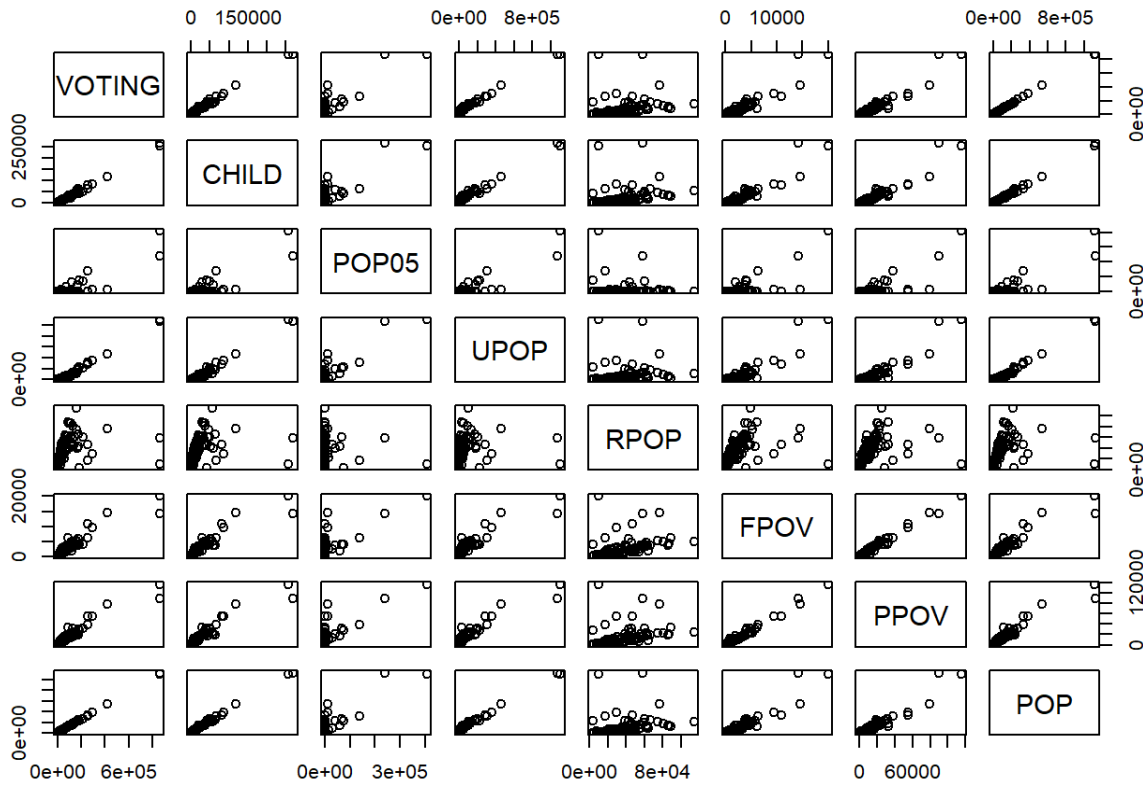 0 150000 0e+00 8e+05 0 10000 0e+00 8e+05
VOTING 0e+00
0 250000 CHILD
POP05 0e+00
0e+00 UPOP
RPOP 0e+00
0 20000 FPOV
PPOV 0 120000
0e+00 POP
0e+00 6e+05 0e+00 3e+05 0e+00 8e+04 0 60000